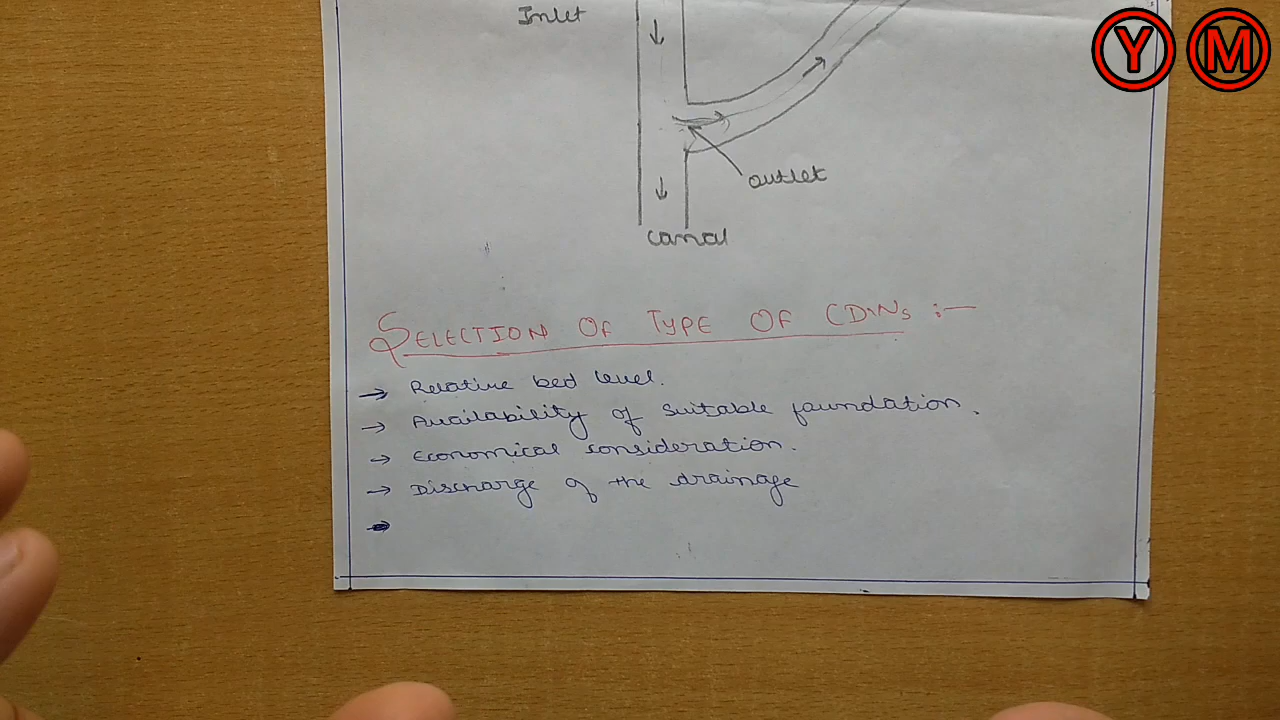 Inlet
Y M
outlet
canal
SELECTION OF TYPE OF CDWs :-
→ Relative bed level.
→ Availability of suitable foundation.
→ Economical consideration.
→ Discharge of the drainage